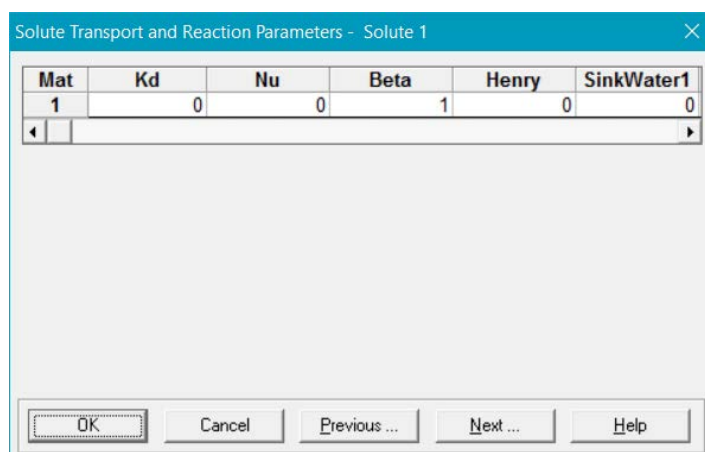 Solute Transport and Reaction Parameters - Solute 1
Mat Kd Nu Beta Henry SinkWater1
1 0 0 1 0 0
OK Cancel Previous ... Next ... Help